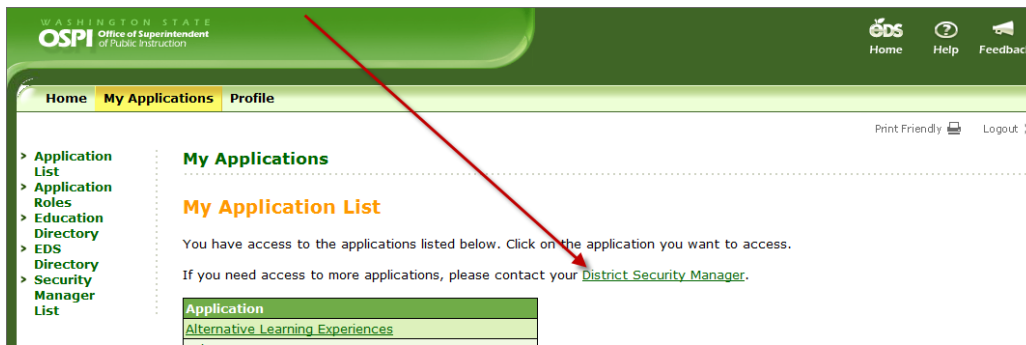 WASHINGTON STATE
OSPI Office of Superintendent
of Public Instruction
EDS
Home Help Feedbac
Home My Applications Profile
Print Friendly Logout
> Application
List
> Application
Roles
> Education
Directory
> EDS
Directory
> Security
Manager
List
My Applications
My Application List
You have access to the applications listed below. Click on the application you want to access.
If you need access to more applications, please contact your District Security Manager.
Application
Alternative Learning Experiences